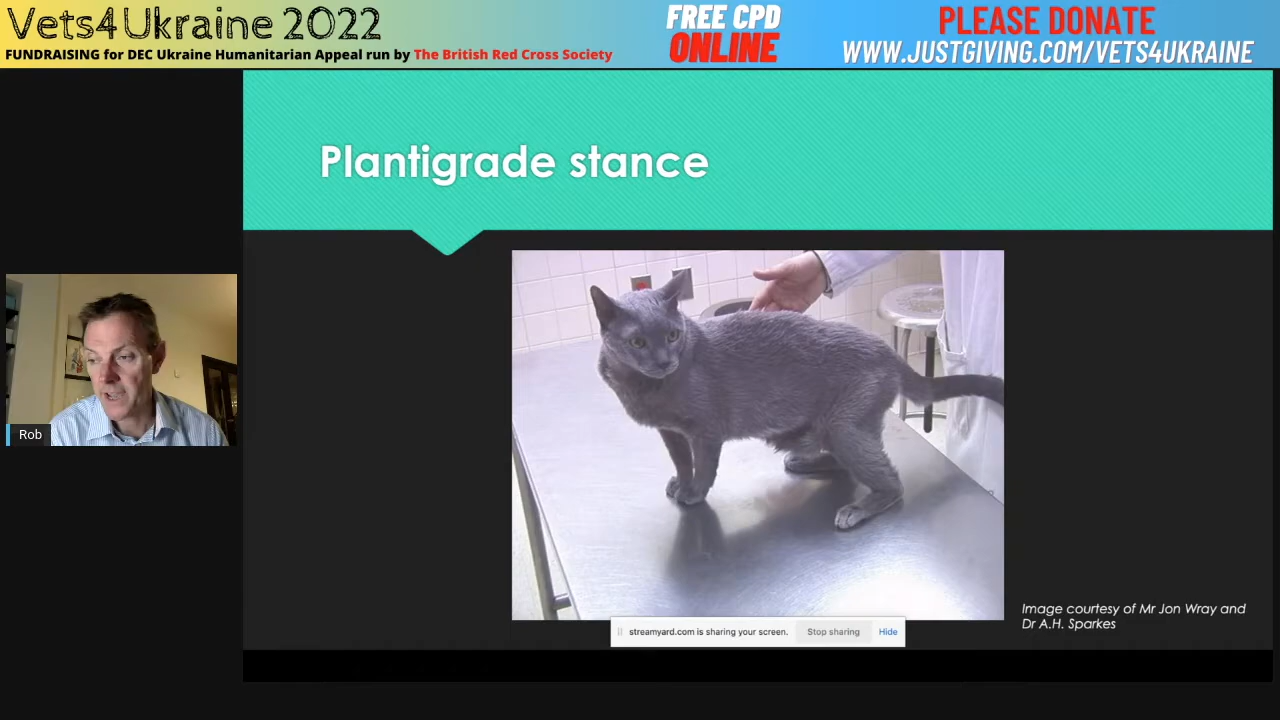 Vets4Ukraine 2022
FUNDRAISING for DEC Ukraine Humanitarian Appeal run by The British Red Cross Society
FREE CPD
ONLINE
PLEASE DONATE
WWW.JUSTGIVING.COM/VETS4UKRAINE
Plantigrade stance
Rob
Image courtesy of Mr Jon Wray and
Dr A.H. Sparkes
streamyard.com is sharing your screen. Stop sharing Hide